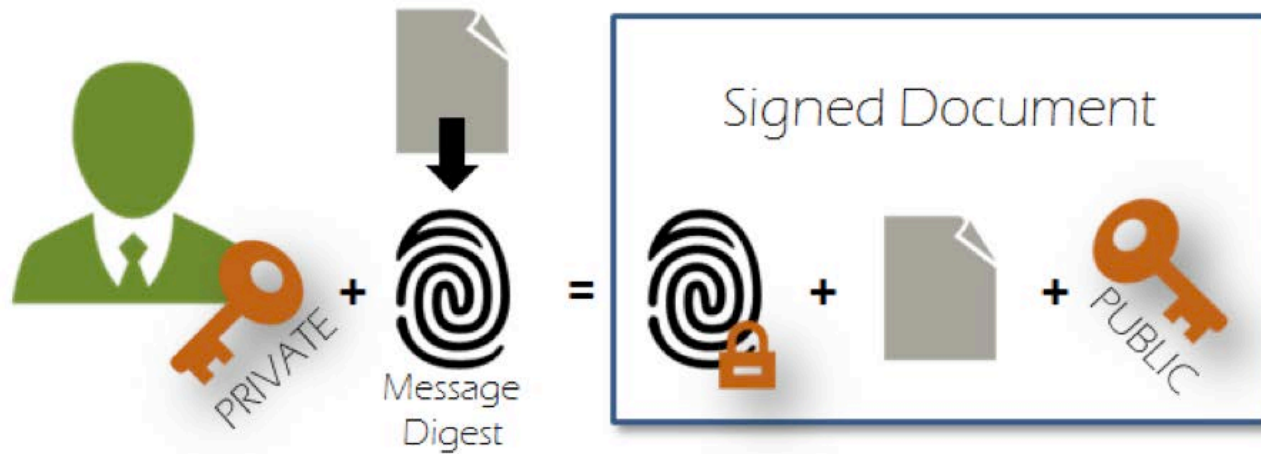 Signed Document
PRIVATE
+
=
+
+
PUBLIC
Message
Digest